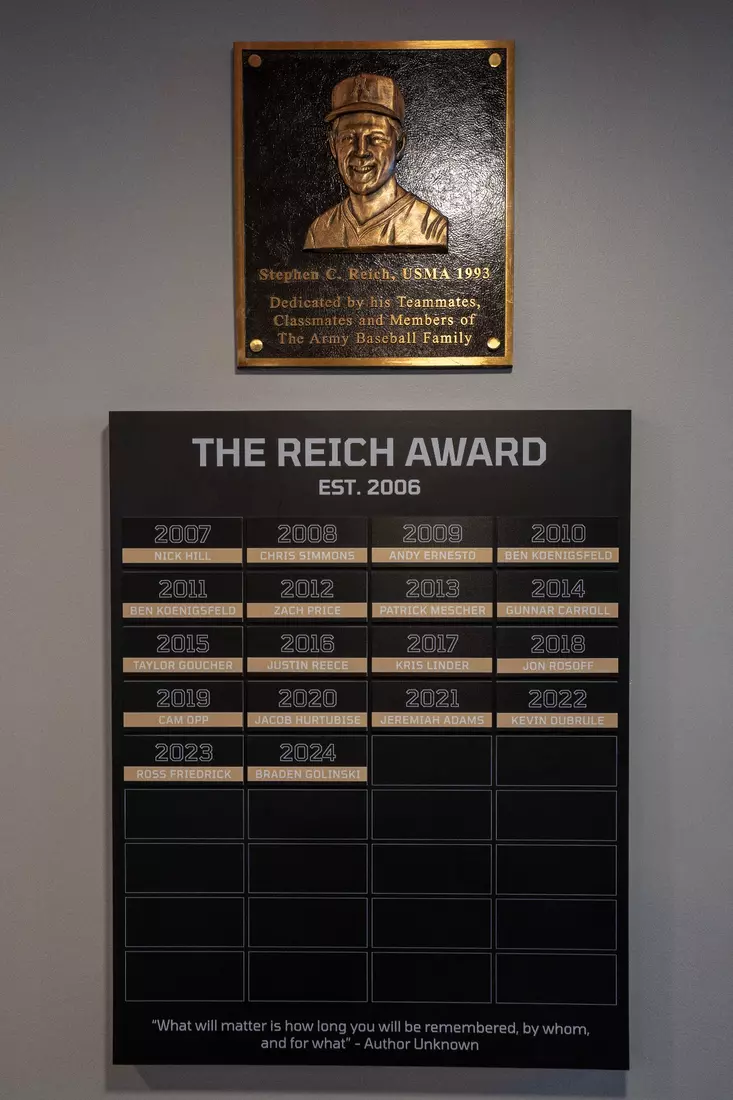 Stephen C. Reich, USMA 1993
Dedicated by his Teammates,
Classmates and Members of
The Army Baseball Family
THE REICH AWARD
EST. 2006
2007 2008 2009 2010
NICK HILL CHRIS SIMMONS ANDY ERNESTO BEN KOENIGSFELD
2011 2012 2013 2014
BEN KOENIGSFELD ZACH PRICE PATRICK MESCHER GUNNAR CARROLL
2015 2016 2017 2018
TAYLOR GOUCHER JUSTIN REECE KRIS LINDER JON ROSOFF
2019 2020 2021 2022
CAM OPP JACOB HURTUBISE JEREMIAH ADAMS KEVIN DUBRULE
2023 2024
ROSS FRIEDRICK BRADEN GOLINSKI
"What will matter is how long you will be remembered, by whom,
and for what" - Author Unknown